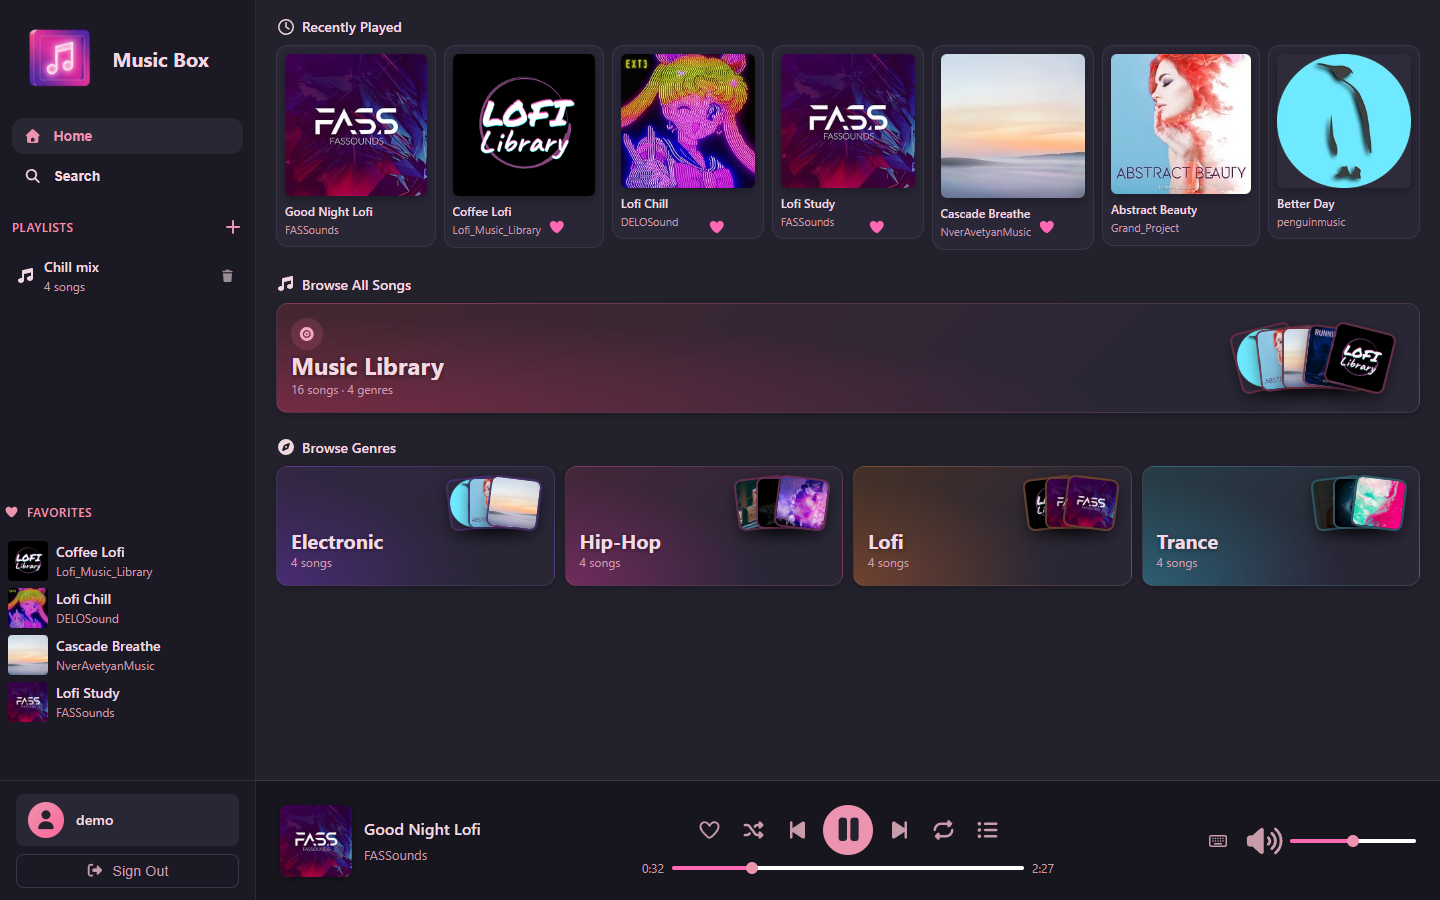 Music Box
Home
Search
PLAYLISTS
Chill mix
4 songs
FAVORITES
Coffee Lofi
Lofi_Music_Library
Lofi Chill
DELOSound
Cascade Breathe
NverAvetyanMusic
Lofi Study
FASSounds
demo
Sign Out
Recently Played
FASS
FASSOUNDS
Good Night Lofi
FASSounds
LOFI
Library
Coffee Lofi
Lofi_Music_Library
EXT3
Lofi Chill
DELOSound
FASS
FASSOUNDS
Lofi Study
FASSounds
Cascade Breathe
NverAvetyanMusic
ABSTRACT BEAUTY
Abstract Beauty
Grand_Project
Better Day
penguinmusic
Browse All Songs
Music Library
16 songs · 4 genres
LOFI
Library
Browse Genres
Electronic
4 songs
Hip-Hop
4 songs
Lofi
4 songs
FASS
Trance
4 songs
FASS
FASSOUNDS
Good Night Lofi
FASSounds
0:32
2:27